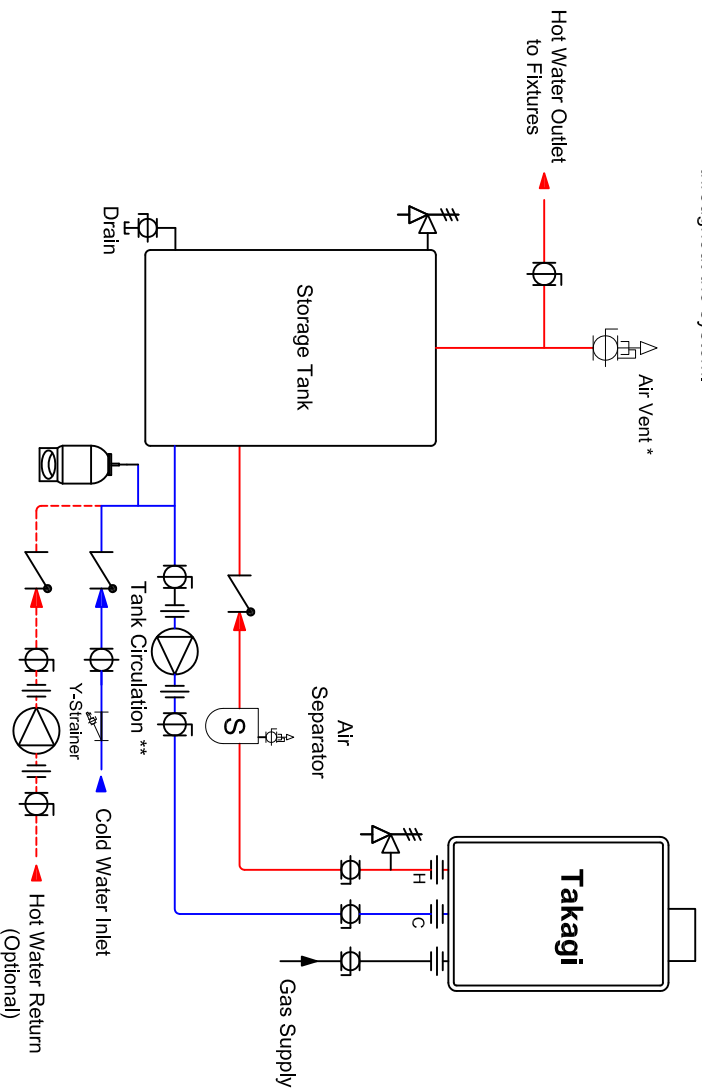 Air Vent *
Takagi
Hot Water Outlet
to Fixtures
H
C
Air
Separator
Storage Tank
Gas Supply
S
Tank Circulation **
Drain
Cold Water Inlet
Y-Strainer
Hot Water Return
(Optional)